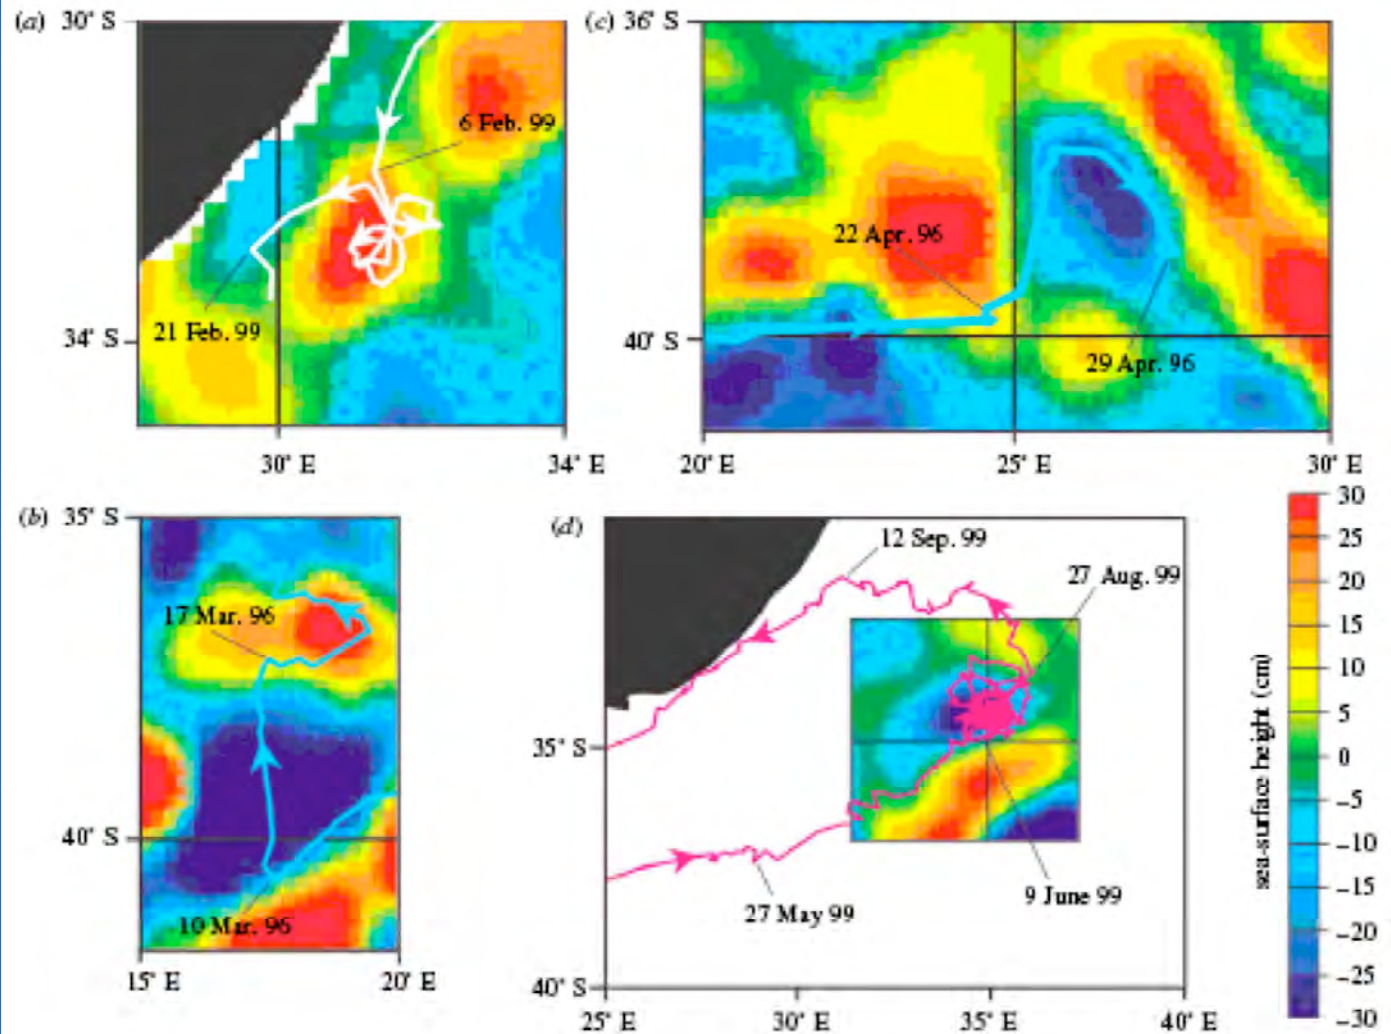 (a)
30° S
6 Feb. 99
21 Feb. 99
34° S
30° E
34° E
(c)
36° S
22 Apr. 96
40° S
29 Apr. 96
20° E
25° E
30° E
(b)
35° S
17 Mar. 96
40° S
10 Mar. 96
15° E
20° E
(d)
12 Sep. 99
27 Aug. 99
35° S
9 June 99
27 May 99
40° S
25° E
30° E
35° E
40° E
30
25
20
15
10
5
0
−5
−10
−15
−20
−25
−30
sea-surface height (cm)